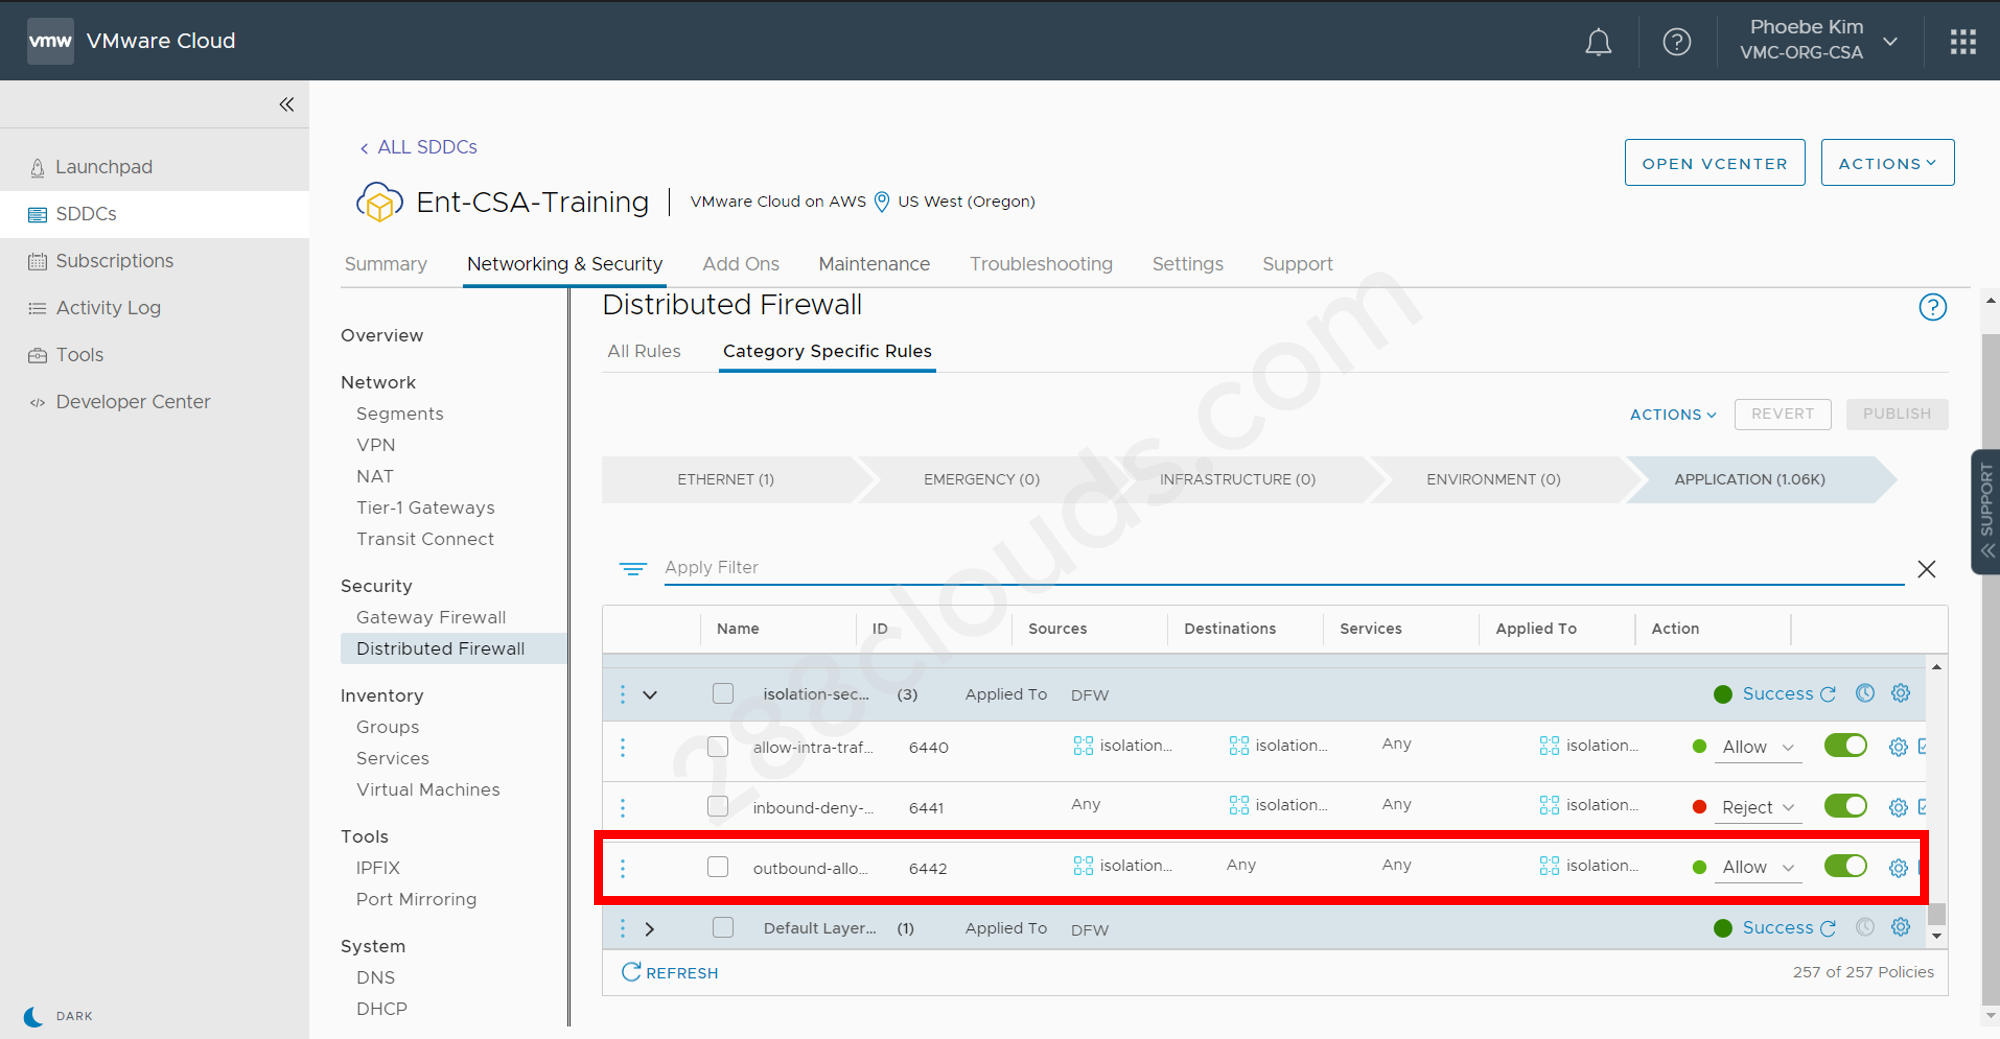 vmw VMware Cloud
Phoebe Kim
VMC-ORG-CSA
Launchpad
SDDCs
Subscriptions
Activity Log
Tools
Developer Center
DARK
ALL SDDCs
OPEN VCENTER
ACTIONS
Ent-CSA-Training
VMware Cloud on AWS US West (Oregon)
Summary Networking & Security Add Ons Maintenance Troubleshooting Settings Support
Overview
Network
Segments
VPN
NAT
Tier-1 Gateways
Transit Connect
Security
Gateway Firewall
Distributed Firewall
Inventory
Groups
Services
Virtual Machines
Tools
IPFIX
Port Mirroring
System
DNS
DHCP
Distributed Firewall
All Rules Category Specific Rules
ACTIONS REVERT PUBLISH
ETHERNET (1) EMERGENCY (0) INFRASTRUCTURE (0) ENVIRONMENT (0) APPLICATION (1.06K)
Apply Filter
Name ID Sources Destinations Services Applied To Action
isolation-sec... (3) Applied To DFW Success
allow-intra-traf... 6440 isolation... isolation... Any isolation... Allow
inbound-deny-... 6441 Any isolation... Any isolation... Reject
outbound-allo... 6442 isolation... Any Any isolation... Allow
Default Layer... (1) Applied To DFW Success
REFRESH 257 of 257 Policies
SUPPORT
288clouds.com